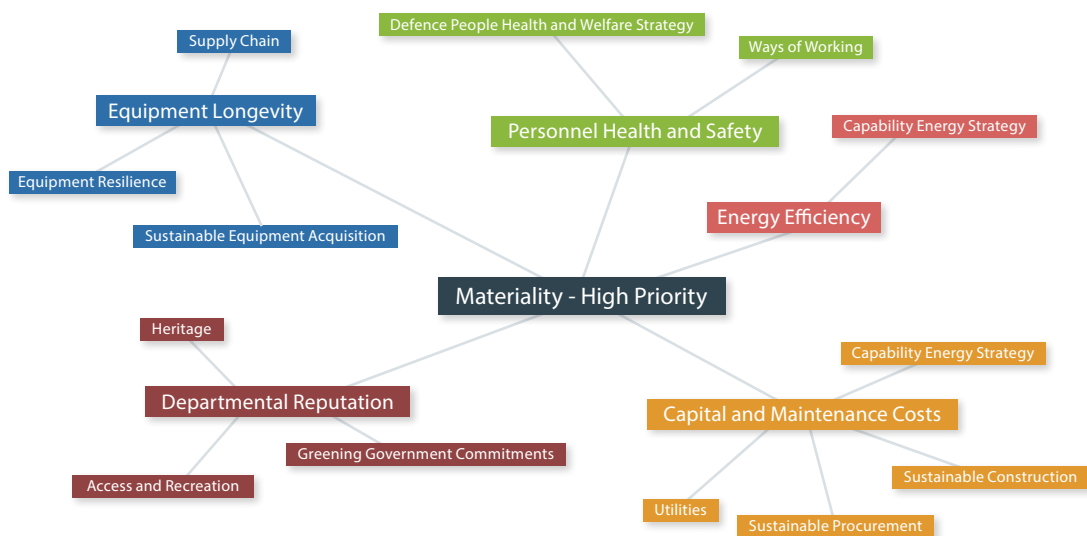 Defence People Health and Welfare Strategy
Supply Chain
Ways of Working
Equipment Longevity
Personnel Health and Safety
Capability Energy Strategy
Equipment Resilience
Energy Efficiency
Sustainable Equipment Acquisition
Materiality - High Priority
Heritage
Capability Energy Strategy
Departmental Reputation
Capital and Maintenance Costs
Greening Government Commitments
Sustainable Construction
Access and Recreation
Utilities
Sustainable Procurement